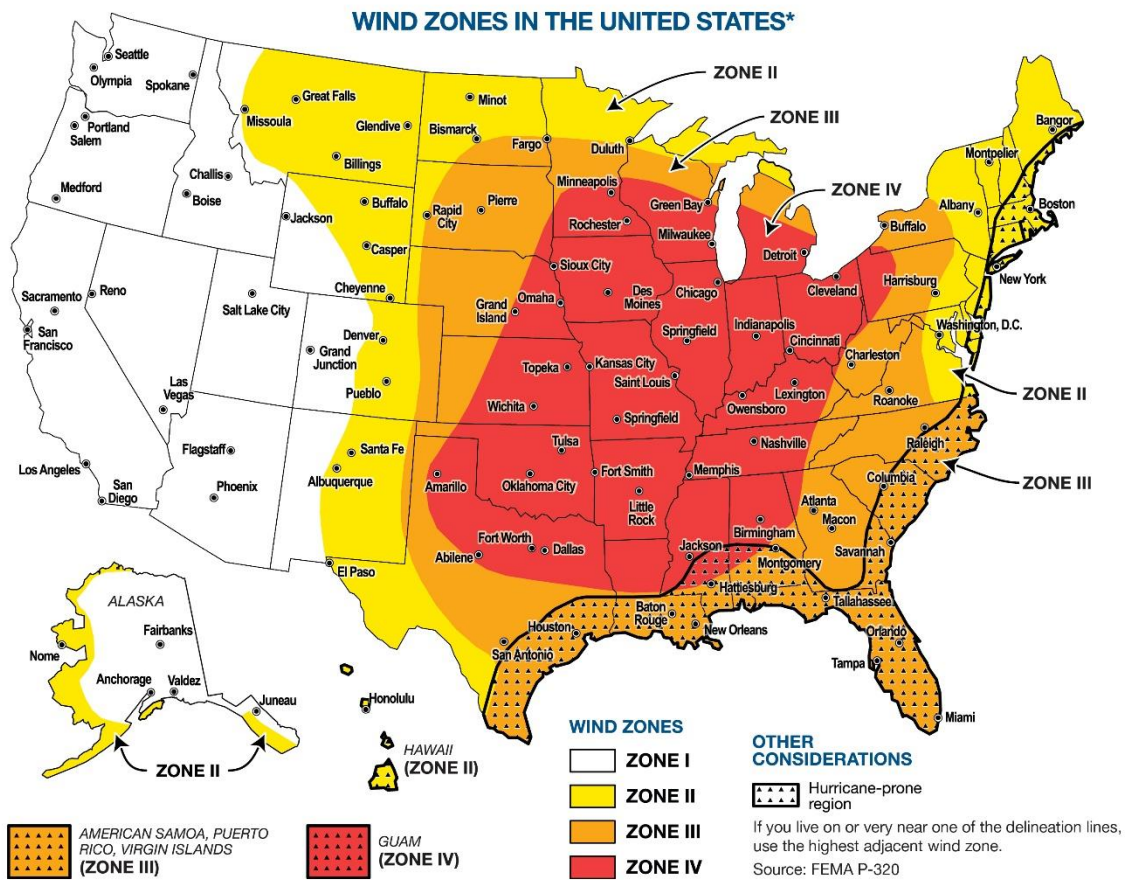 WIND ZONES IN THE UNITED STATES*
ZONE II
ZONE III
ZONE IV
Seattle
Olympia
Spokane
Portland
Salem
Medford
Missoula
Great Falls
Glendive
Billings
Challis
Boise
Jackson
Buffalo
Casper
Cheyenne
Minot
Bismarck
Fargo
Duluth
Rapid
City
Pierre
Minneapolis
Rochester
Green Bay
Milwaukee
Detroit
Buffalo
Albany
Montpelier
Bangor
Boston
New York
Harrisburg
Washington, D.C.
Sacramento
San
Francisco
Reno
Salt Lake City
Las
Vegas
Los Angeles
San
Diego
Flagstaff
Phoenix
Grand
Junction
Denver
Pueblo
Santa Fe
Albuquerque
El Paso
Sioux City
Omaha
Grand
Island
Des
Moines
Chicago
Cleveland
Springfield
Indianapolis
Cincinnati
Charleston
Roanoke
ZONE II
Topeka
Kansas City
Saint Louis
Lexington
Owensboro
Wichita
Springfield
Nashville
Raleigh
ZONE III
Tulsa
Amarillo
Oklahoma City
Fort Smith
Memphis
Little
Rock
Columbia
Atlanta
Macon
Birmingham
Savannah
Fort Worth
Dallas
Abilene
Jackson
Montgomery
Hattiesburg
Tallahassee
Baton
Rouge
New Orleans
Houston
San Antonio
Orlando
Tampa
Miami
ALASKA
Fairbanks
Nome
Anchorage
Valdez
Juneau
ZONE II
Honolulu
HAWAII
(ZONE II)
AMERICAN SAMOA, PUERTO
RICO, VIRGIN ISLANDS
(ZONE III)
GUAM
(ZONE IV)
WIND ZONES
ZONE I
ZONE II
ZONE III
ZONE IV
OTHER
CONSIDERATIONS
Hurricane-prone
region
If you live on or very near one of the delineation lines,
use the highest adjacent wind zone.
Source: FEMA P-320